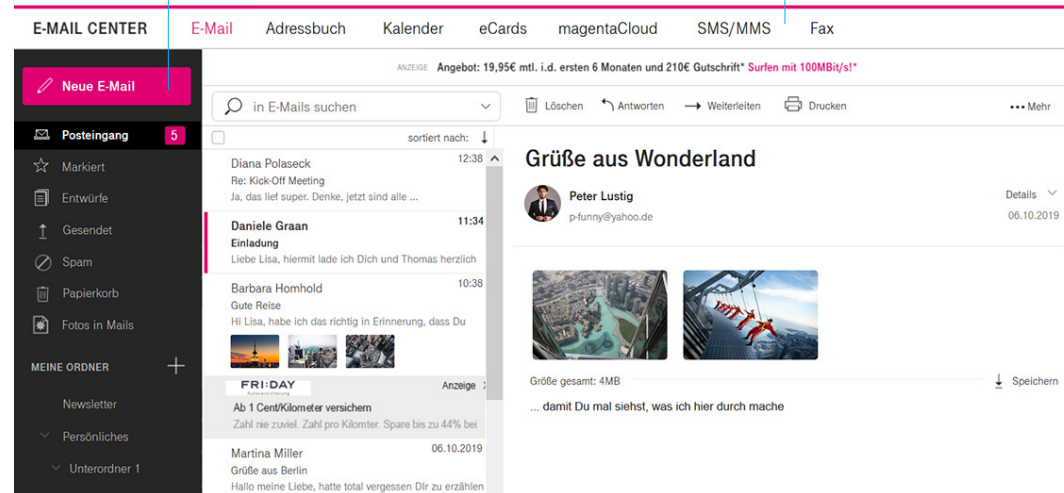 E-MAIL CENTER E-Mail Adressbuch Kalender eCards magentaCloud SMS/MMS Fax
ANZEIGE Angebot: 19,95€ mtl. i.d. ersten 6 Monaten und 210€ Gutschrift* Surfen mit 100MBit/s!*
Neue E-Mail
Posteingang 5
Markiert
Entwürfe
Gesendet
Spam
Papierkorb
Fotos in Mails
MEINE ORDNER
Newsletter
Persönliches
Unterordner 1
in E-Mails suchen
sortiert nach:
Diana Polaseck 12:38
Re: Kick-Off Meeting
Ja, das lief super. Denke, jetzt sind alle ...
Daniele Graan 11:34
Einladung
Liebe Lisa, hiermit lade ich Dich und Thomas herzlich
Barbara Homhold 10:38
Gute Reise
Hi Lisa, habe ich das richtig in Erinnerung, dass Du
FRI:DAY Anzeige
Autoversicherung
Ab 1 Cent/Kilometer versichern
Zahl nie zuviel. Zahl pro Kilomter. Spare bis zu 44% bei
Martina Miller 06.10.2019
Grüße aus Berlin
Hallo meine Liebe, hatte total vergessen DIr zu erzählen
Löschen Antworten Weiterleiten Drucken ••• Mehr
Grüße aus Wonderland
Peter Lustig Details
p-funny@yahoo.de 06.10.2019
Größe gesamt: 4MB Speichern
... damit Du mal siehst, was ich hier durch mache